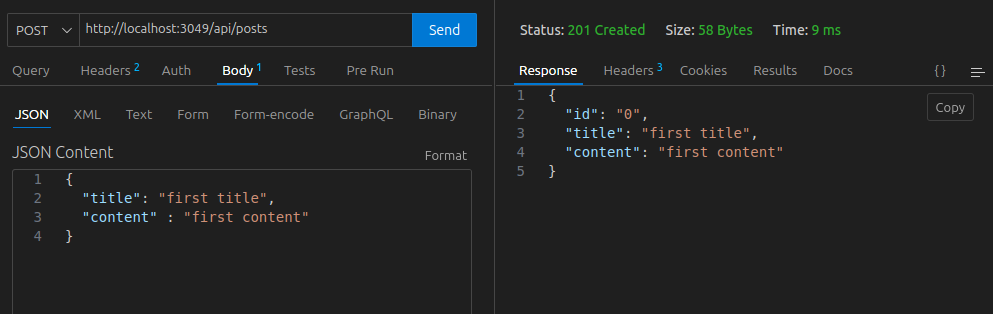 POST http://localhost:3049/api/posts Send
Query Headers 2 Auth Body 1 Tests Pre Run
JSON XML Text Form Form-encode GraphQL Binary
JSON Content Format
1 {
2 "title": "first title",
3 "content" : "first content"
4 }
Status: 201 Created Size: 58 Bytes Time: 9 ms
Response Headers 3 Cookies Results Docs {}
Copy
1 {
2 "id": "0",
3 "title": "first title",
4 "content": "first content"
5 }